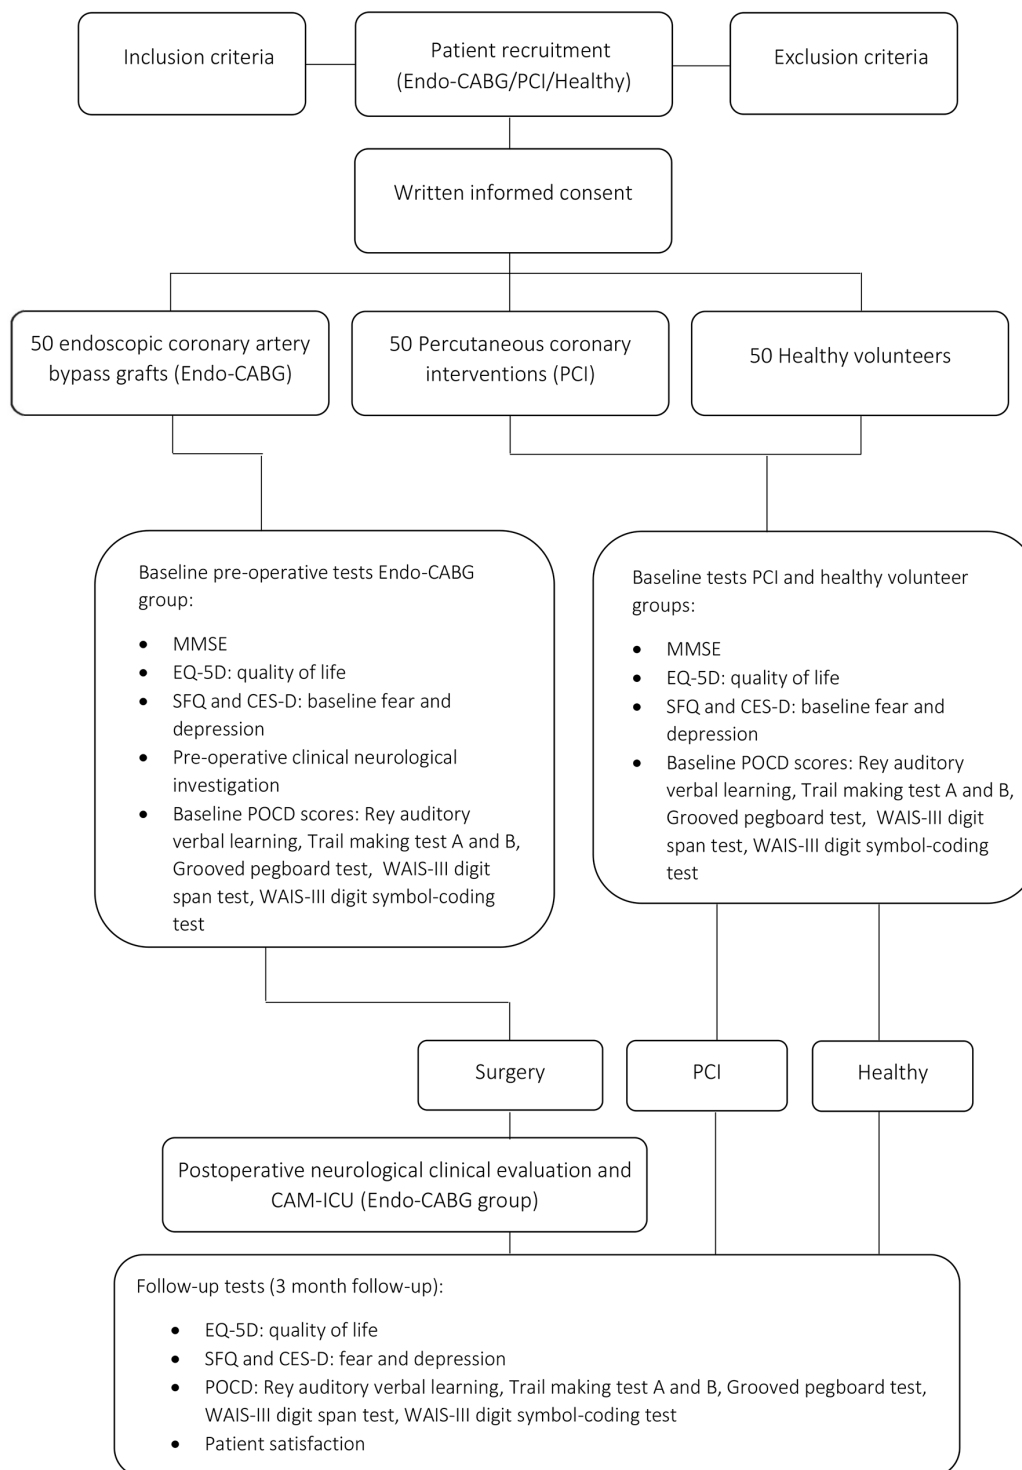 Inclusion criteria
Patient recruitment
(Endo-CABG/PCI/Healthy)
Exclusion criteria
Written informed consent
50 endoscopic coronary artery
bypass grafts (Endo-CABG)
50 Percutaneous coronary
interventions (PCI)
50 Healthy volunteers
Baseline pre-operative tests Endo-CABG
group:
• MMSE
• EQ-5D: quality of life
• SFQ and CES-D: baseline fear and
depression
• Pre-operative clinical neurological
investigation
• Baseline POCD scores: Rey auditory
verbal learning, Trail making test A and B,
Grooved pegboard test, WAIS-III digit
span test, WAIS-III digit symbol-coding
test
Baseline tests PCI and healthy volunteer
groups:
• MMSE
• EQ-5D: quality of life
• SFQ and CES-D: baseline fear and
depression
• Baseline POCD scores: Rey auditory
verbal learning, Trail making test A and B,
Grooved pegboard test, WAIS-III digit
span test, WAIS-III digit symbol-coding
test
Surgery
PCI
Healthy
Postoperative neurological clinical evaluation and
CAM-ICU (Endo-CABG group)
Follow-up tests (3 month follow-up):
• EQ-5D: quality of life
• SFQ and CES-D: fear and depression
• POCD: Rey auditory verbal learning, Trail making test A and B, Grooved pegboard test,
WAIS-III digit span test, WAIS-III digit symbol-coding test
• Patient satisfaction